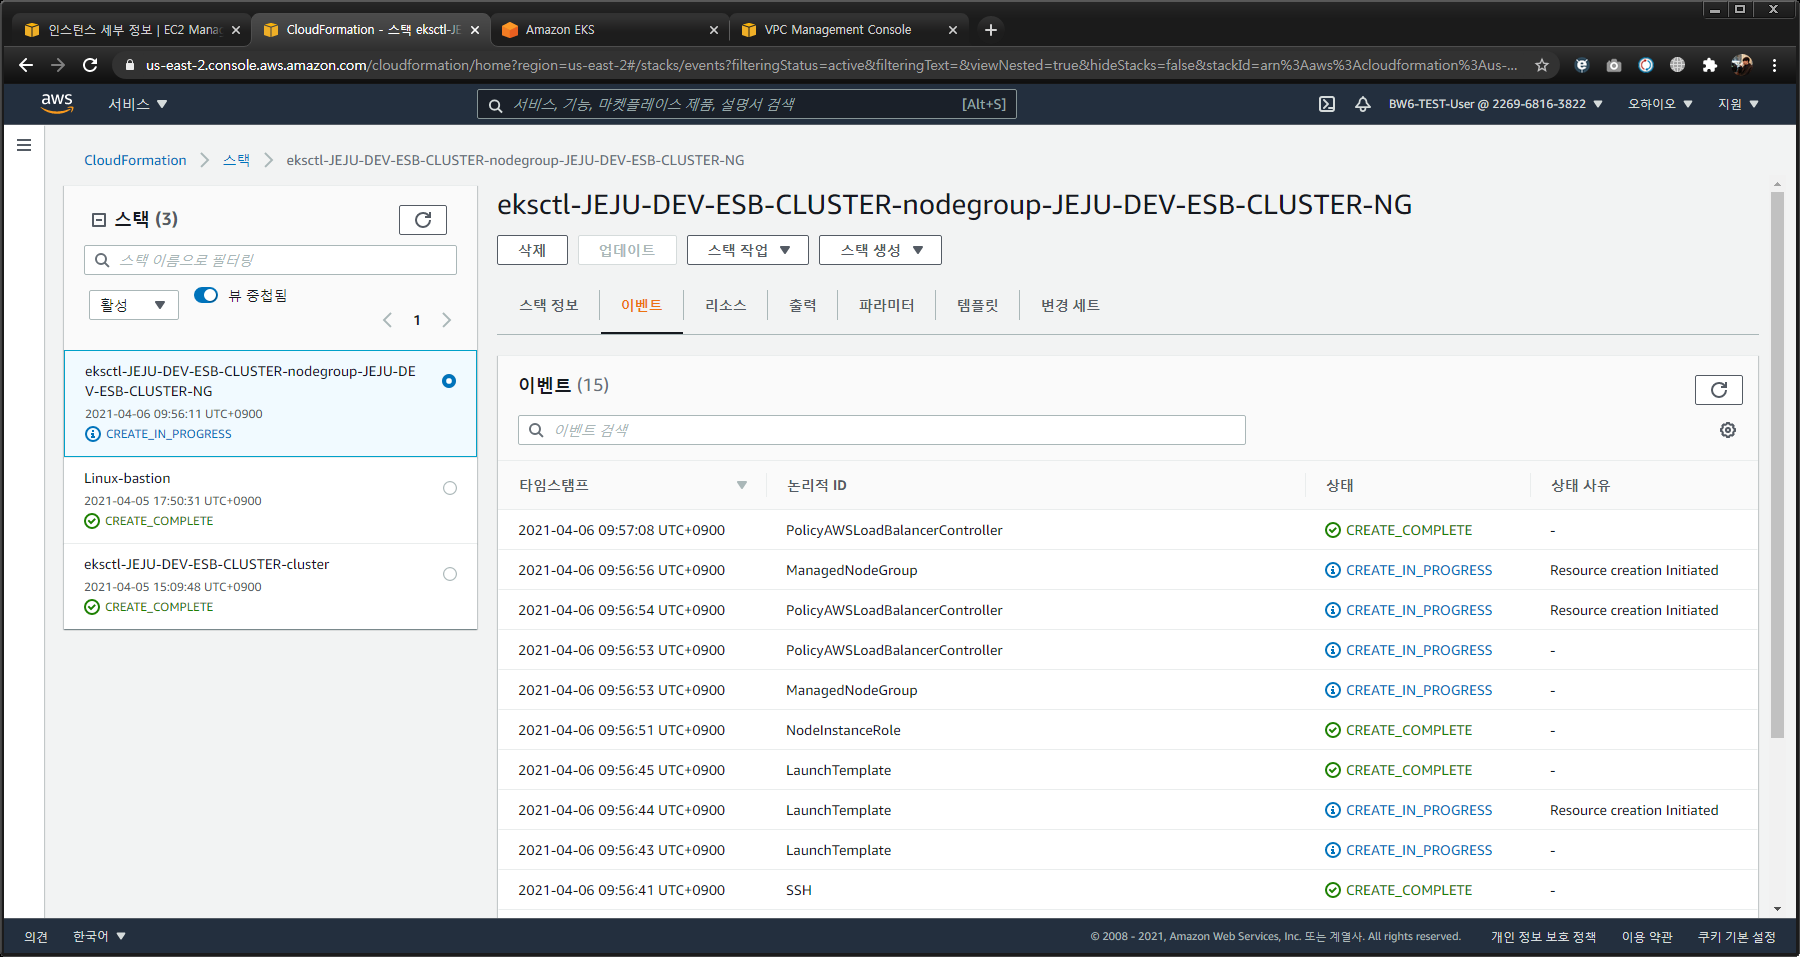 인스턴스 세부 정보 | EC2 Mana
CloudFormation - 스택 eksctl-JE
Amazon EKS
VPC Management Console
us-east-2.console.aws.amazon.com/cloudformation/home?region=us-east-2#/stacks/events?filteringStatus=active&filteringText=&viewNested=true&hideStacks=false&stackId=arn%3Aaws%3Acloudformation%3Aus-...
aws
서비스
서비스, 기능, 마켓플레이스 제품, 설명서 검색
[Alt+S]
BW6-TEST-User @ 2269-6816-3822
오하이오
지원
CloudFormation
스택
eksctl-JEJU-DEV-ESB-CLUSTER-nodegroup-JEJU-DEV-ESB-CLUSTER-NG
스택 (3)
스택 이름으로 필터링
활성
뷰 중첩됨
1
eksctl-JEJU-DEV-ESB-CLUSTER-nodegroup-JEJU-DE
V-ESB-CLUSTER-NG
2021-04-06 09:56:11 UTC+0900
CREATE_IN_PROGRESS
Linux-bastion
2021-04-05 17:50:31 UTC+0900
CREATE_COMPLETE
eksctl-JEJU-DEV-ESB-CLUSTER-cluster
2021-04-05 15:09:48 UTC+0900
CREATE_COMPLETE
eksctl-JEJU-DEV-ESB-CLUSTER-nodegroup-JEJU-DEV-ESB-CLUSTER-NG
삭제
업데이트
스택 작업
스택 생성
스택 정보
이벤트
리소스
출력
파라미터
템플릿
변경 세트
이벤트 (15)
이벤트 검색
타임스탬프 논리적 ID 상태 상태 사유
2021-04-06 09:57:08 UTC+0900 PolicyAWSLoadBalancerController CREATE_COMPLETE -
2021-04-06 09:56:56 UTC+0900 ManagedNodeGroup CREATE_IN_PROGRESS Resource creation Initiated
2021-04-06 09:56:54 UTC+0900 PolicyAWSLoadBalancerController CREATE_IN_PROGRESS Resource creation Initiated
2021-04-06 09:56:53 UTC+0900 PolicyAWSLoadBalancerController CREATE_IN_PROGRESS -
2021-04-06 09:56:53 UTC+0900 ManagedNodeGroup CREATE_IN_PROGRESS -
2021-04-06 09:56:51 UTC+0900 NodeInstanceRole CREATE_COMPLETE -
2021-04-06 09:56:45 UTC+0900 LaunchTemplate CREATE_COMPLETE -
2021-04-06 09:56:44 UTC+0900 LaunchTemplate CREATE_IN_PROGRESS Resource creation Initiated
2021-04-06 09:56:43 UTC+0900 LaunchTemplate CREATE_IN_PROGRESS -
2021-04-06 09:56:41 UTC+0900 SSH CREATE_COMPLETE -
의견
한국어
© 2008 - 2021, Amazon Web Services, Inc. 또는 계열사. All rights reserved.
개인 정보 보호 정책
이용 약관
쿠키 기본 설정